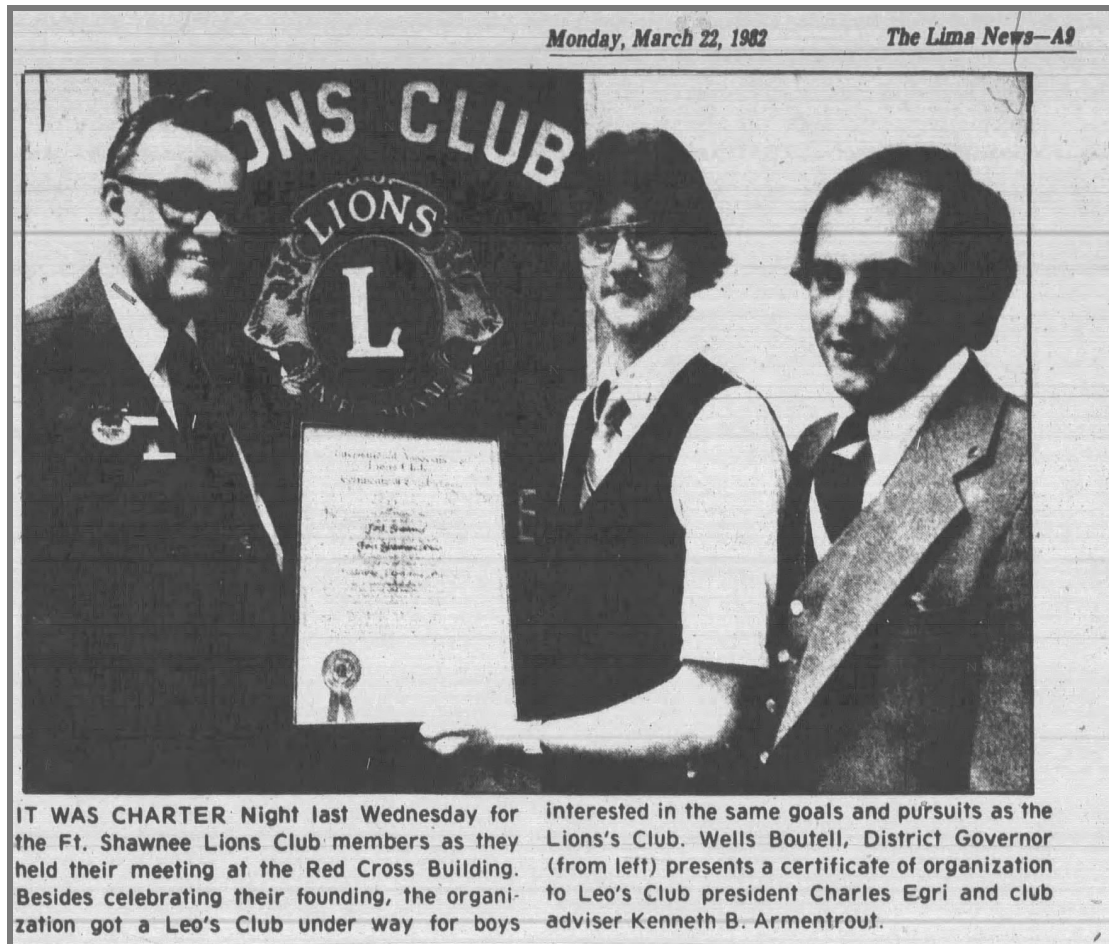 Monday, March 22, 1982
The Lima News—A9
ONS CLUB
LIONS
L
E
IT WAS CHARTER Night last Wednesday for
the Ft. Shawnee Lions Club members as they
held their meeting at the Red Cross Building.
Besides celebrating their founding, the organi-
zation got a Leo's Club under way for boys
interested in the same goals and pursuits as the
Lions's Club. Wells Boutell, District Governor
(from left) presents a certificate of organization
to Leo's Club president Charles Egri and club
adviser Kenneth B. Armentrout.